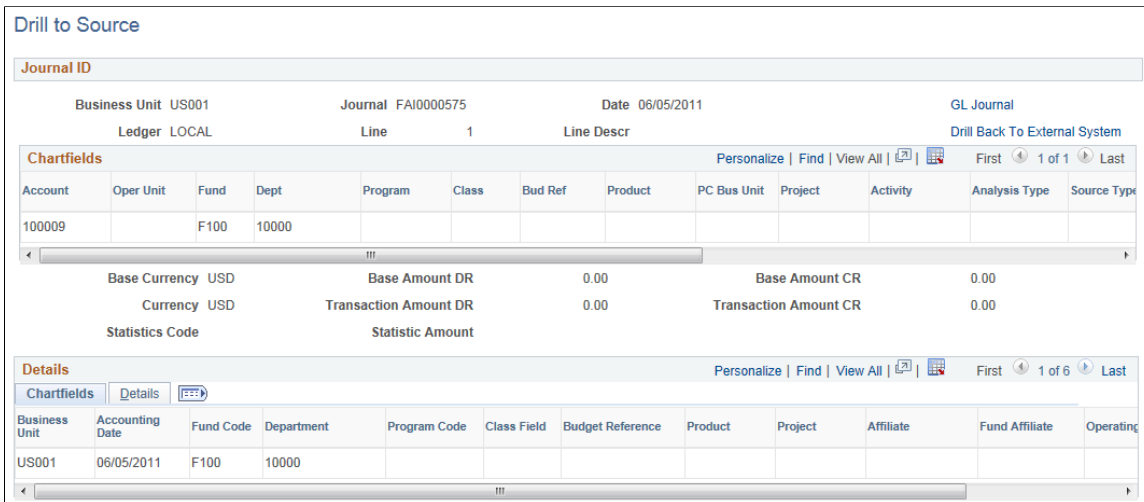 Drill to Source
Journal ID
Business Unit US001 Journal FAI0000575 Date 06/05/2011 GL Journal
Ledger LOCAL Line 1 Line Descr Drill Back To External System
Chartfields Personalize | Find | View All | | First 1 of 1 Last
Account Oper Unit Fund Dept Program Class Bud Ref Product PC Bus Unit Project Activity Analysis Type Source Type
100009 F100 10000
Base Currency USD Base Amount DR 0.00 Base Amount CR 0.00
Currency USD Transaction Amount DR 0.00 Transaction Amount CR 0.00
Statistics Code Statistic Amount
Details Personalize | Find | View All | | First 1 of 6 Last
Chartfields Details
Business Unit Accounting Date Fund Code Department Program Code Class Field Budget Reference Product Project Affiliate Fund Affiliate Operating
US001 06/05/2011 F100 10000